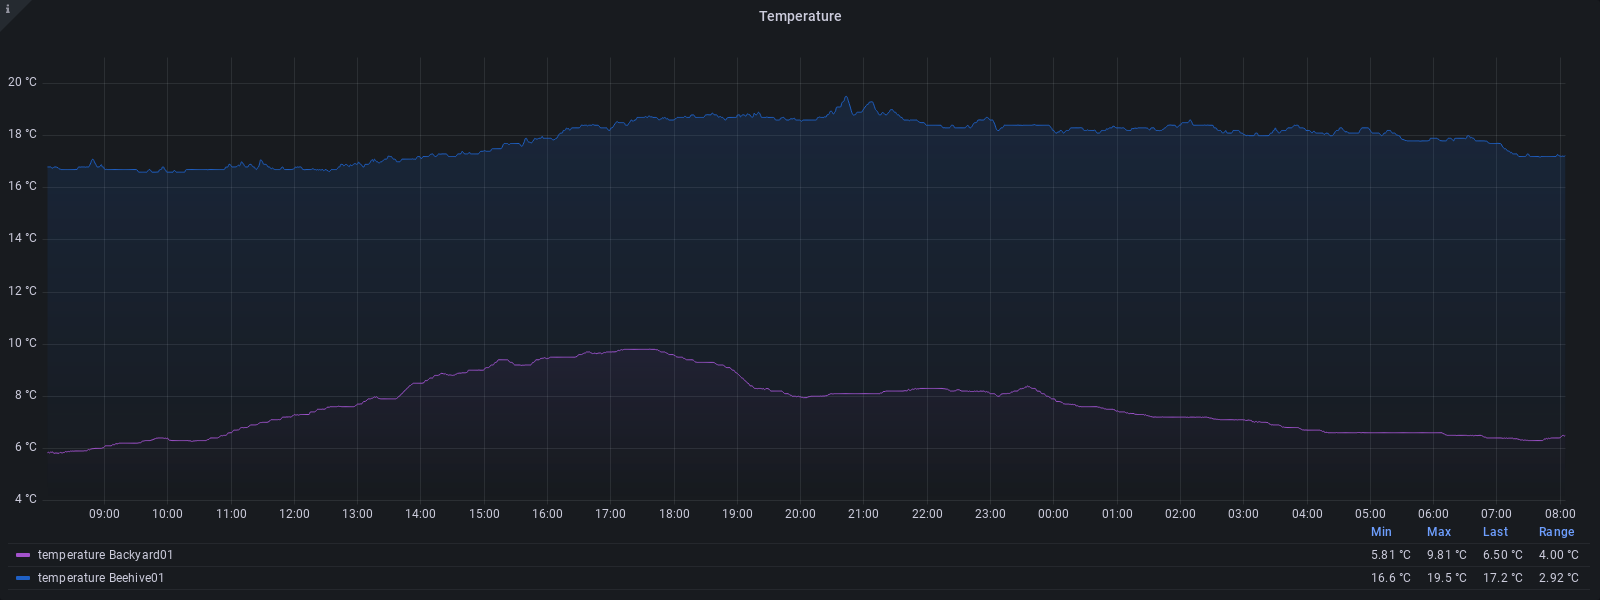 i
Temperature
20 °C
18 °C
16 °C
14 °C
12 °C
10 °C
8 °C
6 °C
4 °C
09:00 10:00 11:00 12:00 13:00 14:00 15:00 16:00 17:00 18:00 19:00 20:00 21:00 22:00 23:00 00:00 01:00 02:00 03:00 04:00 05:00 06:00 07:00 08:00
Min Max Last Range
temperature Backyard01 5.81 °C 9.81 °C 6.50 °C 4.00 °C
temperature Beehive01 16.6 °C 19.5 °C 17.2 °C 2.92 °C